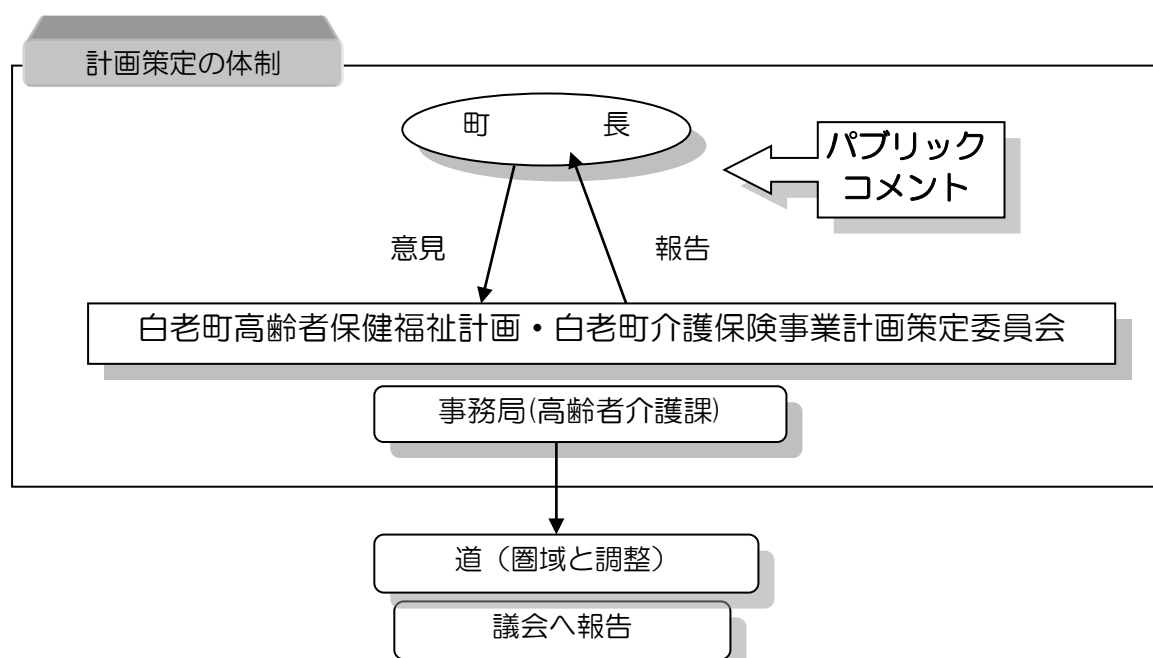 計画策定の体制
町　　　長
パブリック
コメント
意見
報告
白老町高齢者保健福祉計画・白老町介護保険事業計画策定委員会
事務局(高齢者介護課)
道（圏域と調整）
議会へ報告